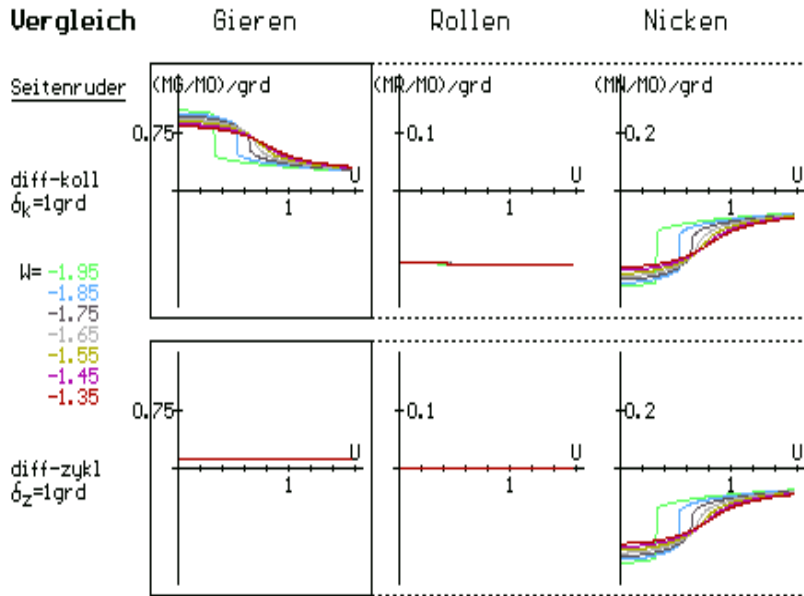 Vergleich Gieren Rollen Nicken
Seitenruder (MG/MO)/grd (MR/MO)/grd (MN/MO)/grd
0.75 0.1 0.2
diff-koll U U U
δk=1grd 1 1 1
W= -1.95
-1.85
-1.75
-1.65
-1.55
-1.45
-1.35
0.75 0.1 0.2
diff-zykl U U U
δz=1grd 1 1 1